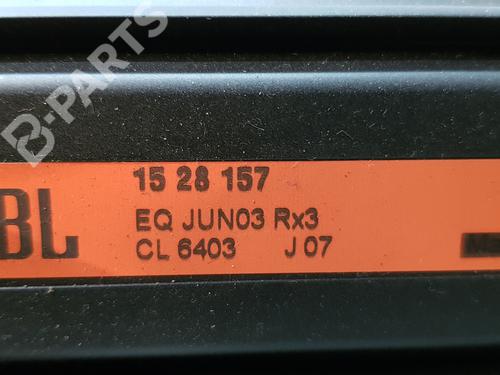 B-PARTS
15 28 157
EQ JUN03 Rx3
BL CL 6403 J 07